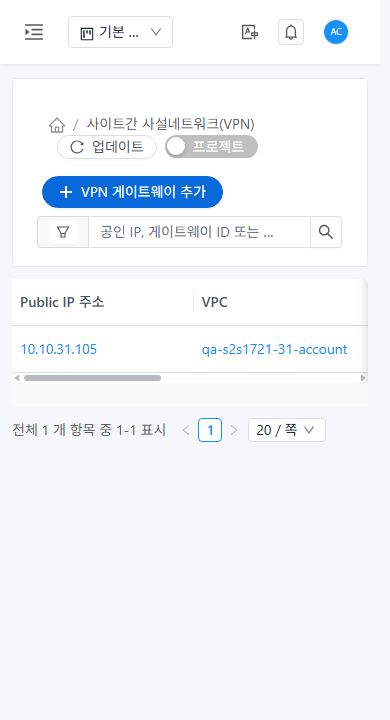 기본 ...
AC
/ 사이트간 사설네트워크(VPN)
업데이트 프로젝트
VPN 게이트웨이 추가
공인 IP, 게이트웨이 ID 또는 ...
Public IP 주소 VPC
10.10.31.105 qa-s2s1721-31-account
전체 1 개 항목 중 1-1 표시 1 20 / 쪽